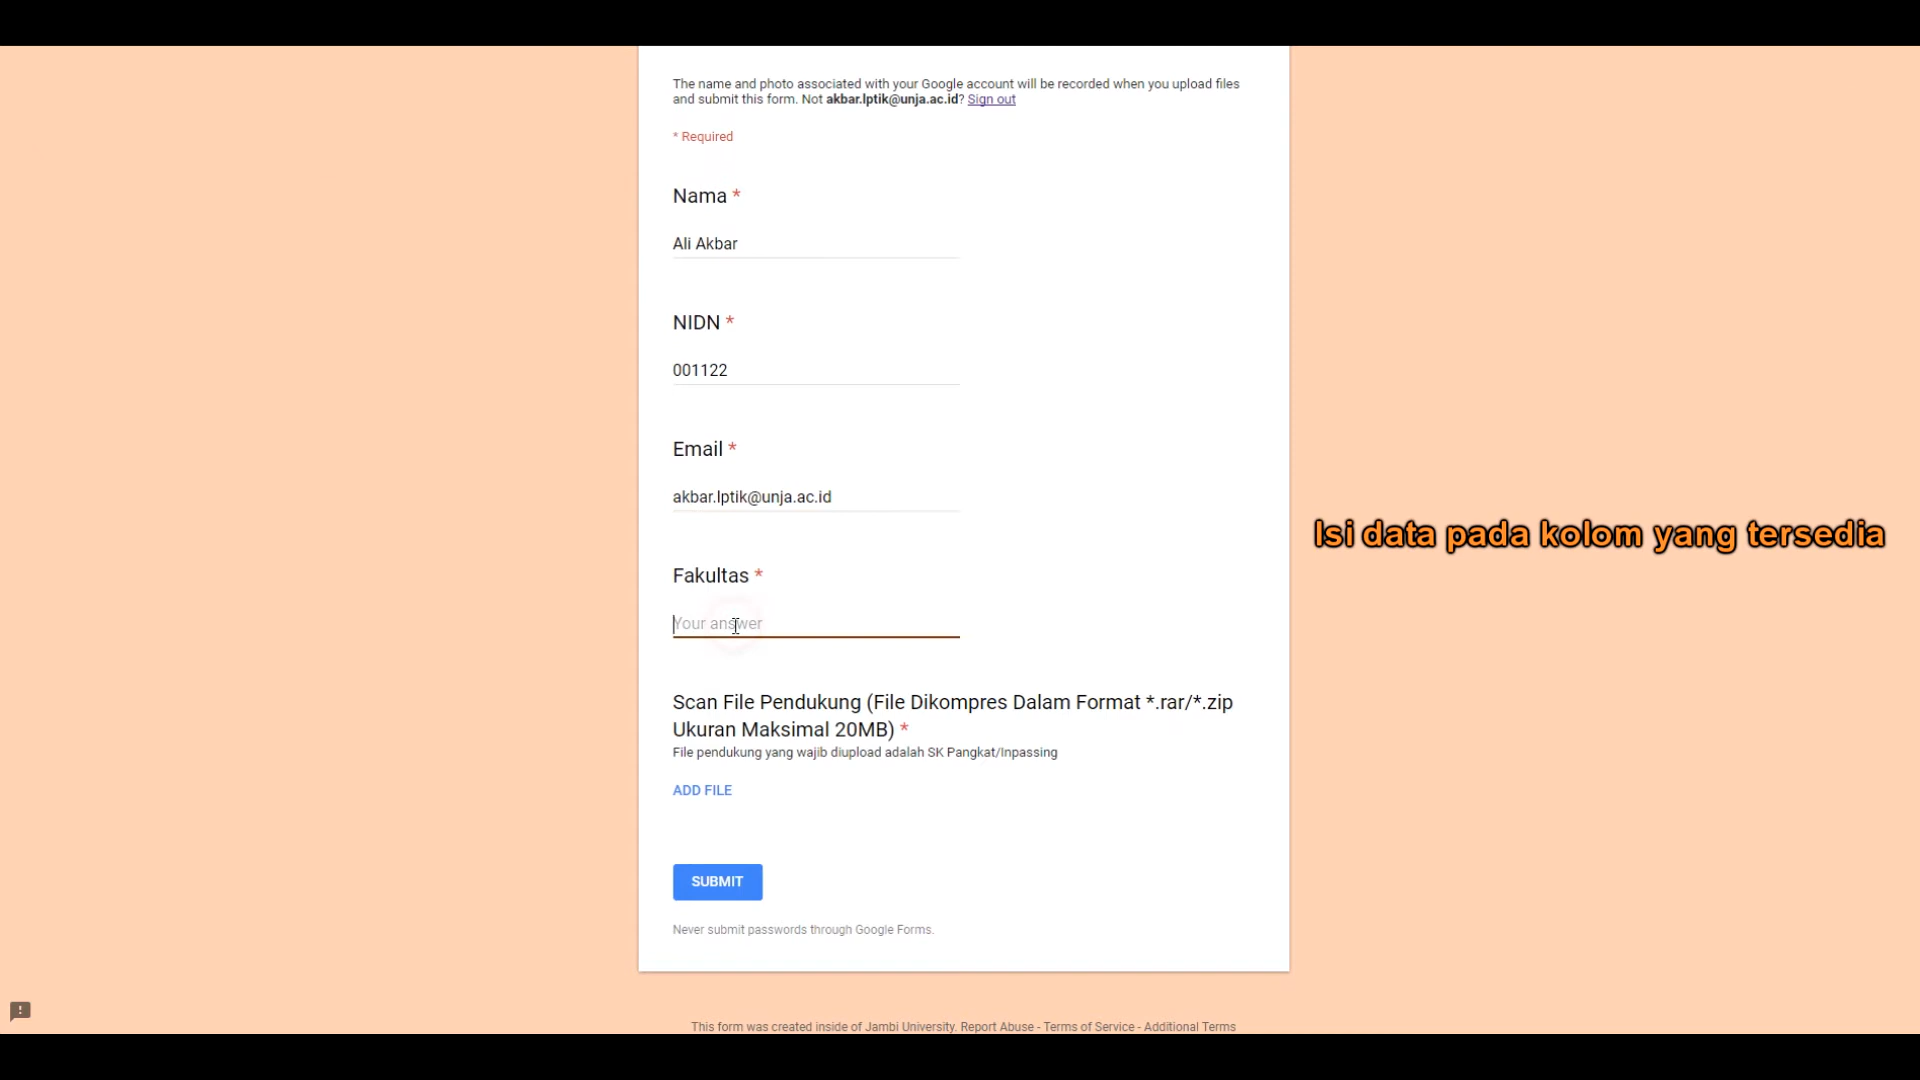 The name and photo associated with your Google account will be recorded when you upload files
and submit this form. Not akbar.lptik@unja.ac.id? Sign out
* Required
Nama *
Ali Akbar
NIDN *
001122
Email *
akbar.lptik@unja.ac.id
Isi data pada kolom yang tersedia
Fakultas *
Your answer
Scan File Pendukung (File Dikompres Dalam Format *.rar/*.zip
Ukuran Maksimal 20MB) *
File pendukung yang wajib diupload adalah SK Pangkat/Inpassing
ADD FILE
SUBMIT
Never submit passwords through Google Forms.
This form was created inside of Jambi University. Report Abuse - Terms of Service - Additional Terms